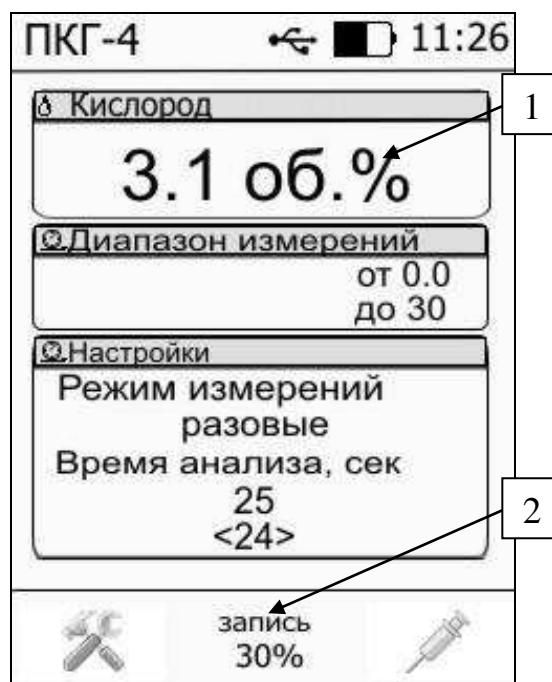 ПКГ-4 11:26
Кислород
3.1 об.%
1
Диапазон измерений
от 0.0
до 30
Настройки
Режим измерений
разовые
Время анализа, сек
25
<24>
2
запись
30%